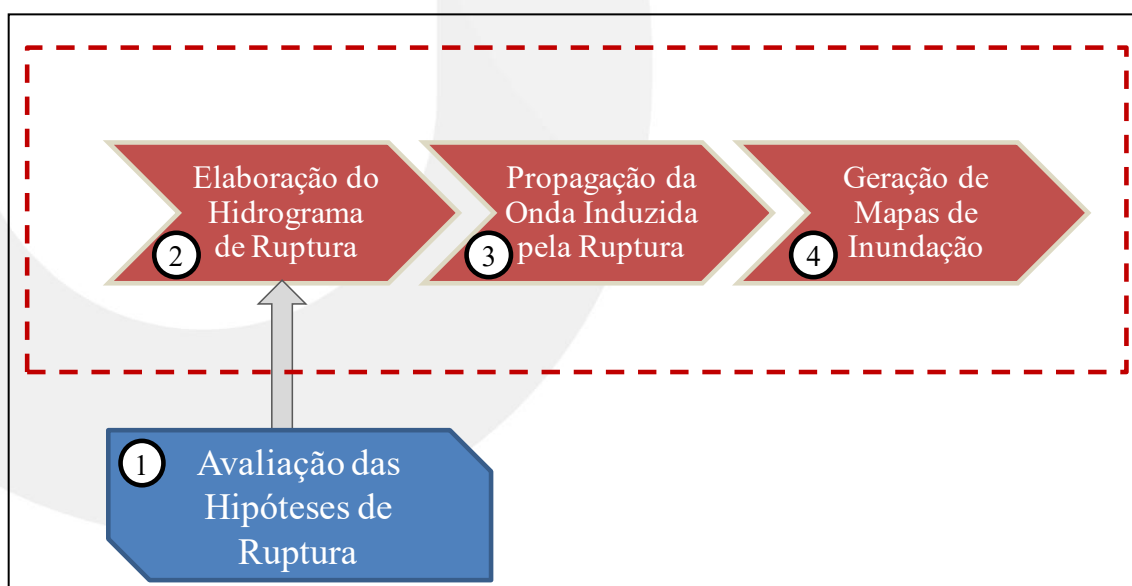 Elaboração do
Hidrograma
de Ruptura
2
Propagação da
Onda Induzida
pela Ruptura
3
Geração de
Mapas de
Inundação
4
1
Avaliação das
Hipóteses de
Ruptura